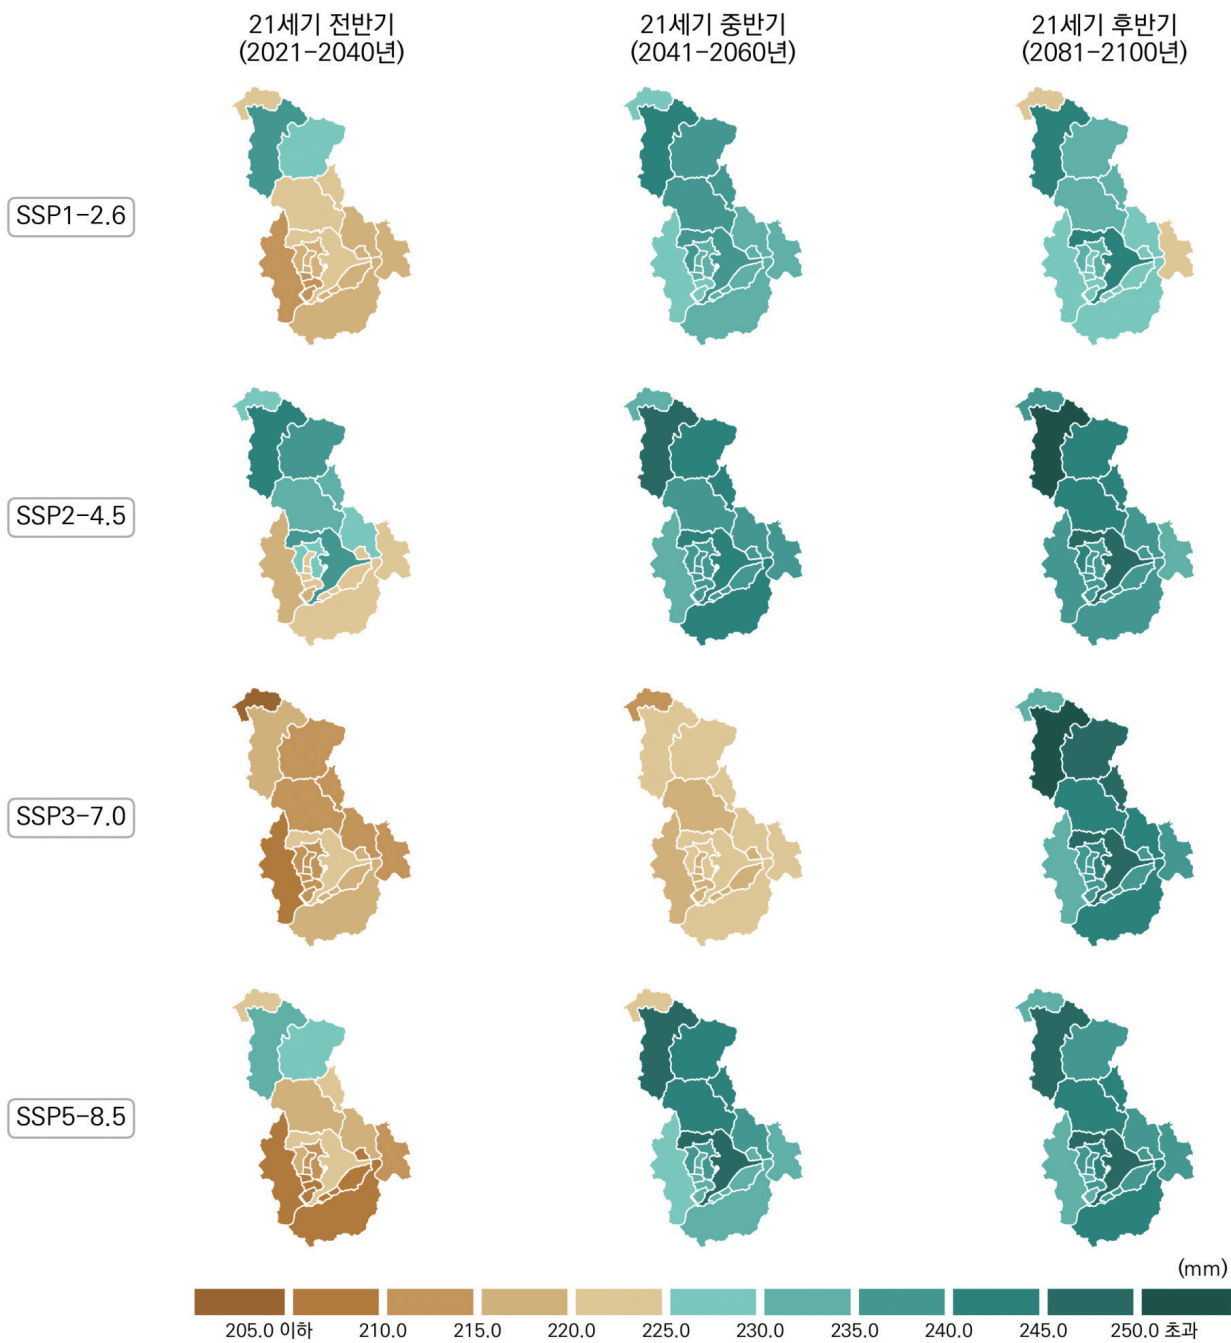 21세기 전반기
(2021-2040년)
21세기 중반기
(2041-2060년)
21세기 후반기
(2081-2100년)
SSP1-2.6
SSP2-4.5
SSP3-7.0
SSP5-8.5
(mm)
205.0 이하 210.0 215.0 220.0 225.0 230.0 235.0 240.0 245.0 250.0 초과